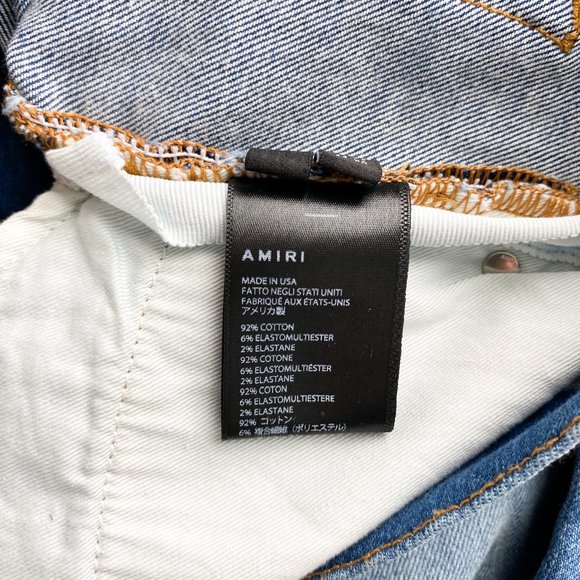 AMIRI
MADE IN USA
FATTO NEGLI STATI UNITI
FABRIQUÉ AUX ÉTATS-UNIS
アメリカ製
92% COTTON
6% ELASTOMULTIESTER
2% ELASTANE
92% COTONE
6% ELASTOMULTIÉSTER
2% ELASTANE
92% COTON
6% ELASTOMULTIESTERE
2% ELASTANE
92% コットン
6% 複合繊維（ポリエステル）